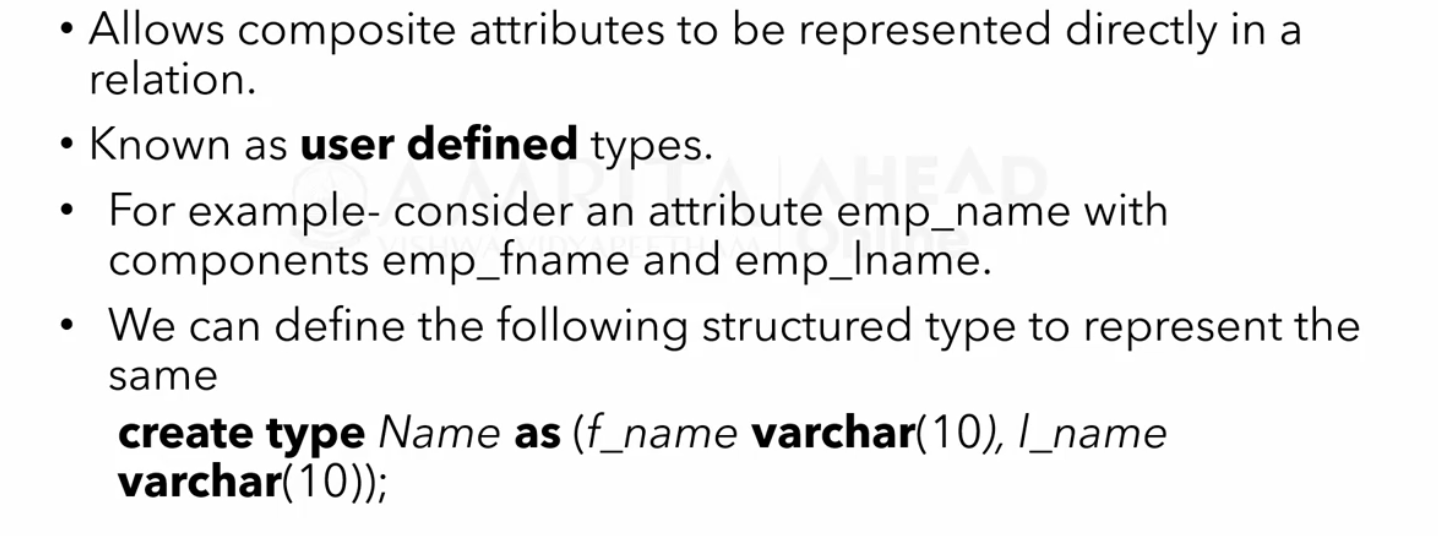 • Allows composite attributes to be represented directly in a
relation.
• Known as user defined types.
AMRITA | AHEAD
VISHWA VIDYAPEETHAM | Online
• For example- consider an attribute emp_name with
components emp_fname and emp_lname.
• We can define the following structured type to represent the
same
create type Name as (f_name varchar(10), l_name
varchar(10));